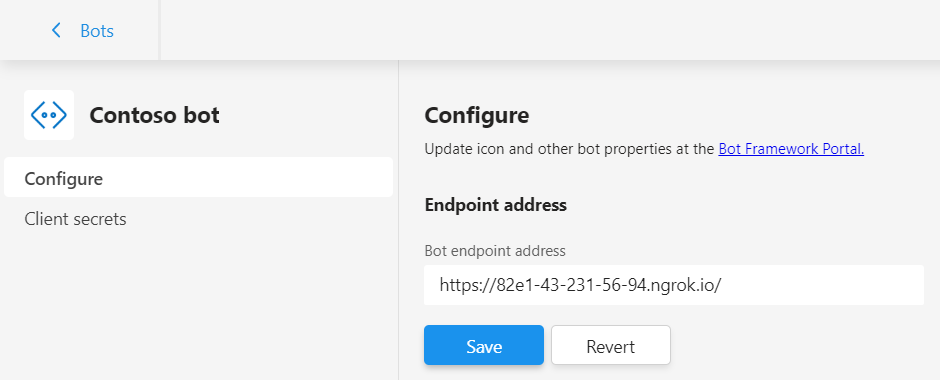 Bots
Contoso bot
Configure
Client secrets
Configure
Update icon and other bot properties at the Bot Framework Portal.
Endpoint address
Bot endpoint address
https://82e1-43-231-56-94.ngrok.io/
Save Revert